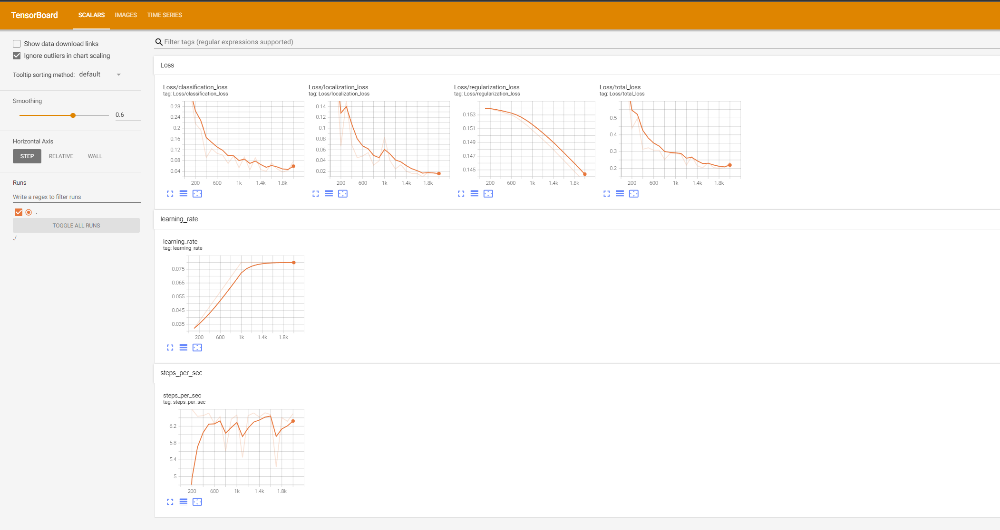 TensorBoard SCALARS IMAGES TIME SERIES
Show data download links
Ignore outliers in chart scaling
Tooltip sorting method: default
Smoothing
0.6
Horizontal Axis
STEP RELATIVE WALL
Runs
Write a regex to filter runs
.
TOGGLE ALL RUNS
./
Filter tags (regular expressions supported)
Loss
Loss/classification_loss
tag: Loss/classification_loss
0.28
0.24
0.2
0.16
0.12
0.08
0.04
200 600 1k 1.4k 1.8k
Loss/localization_loss
tag: Loss/localization_loss
0.14
0.12
0.1
0.08
0.06
0.04
0.02
200 600 1k 1.4k 1.8k
Loss/regularization_loss
tag: Loss/regularization_loss
0.153
0.151
0.149
0.147
0.145
200 600 1k 1.4k 1.8k
Loss/total_loss
tag: Loss/total_loss
0.5
0.4
0.3
0.2
200 600 1k 1.4k 1.8k
learning_rate
learning_rate
tag: learning_rate
0.075
0.065
0.055
0.045
0.035
200 600 1k 1.4k 1.8k
steps_per_sec
steps_per_sec
tag: steps_per_sec
6.2
5.8
5.4
5
200 600 1k 1.4k 1.8k